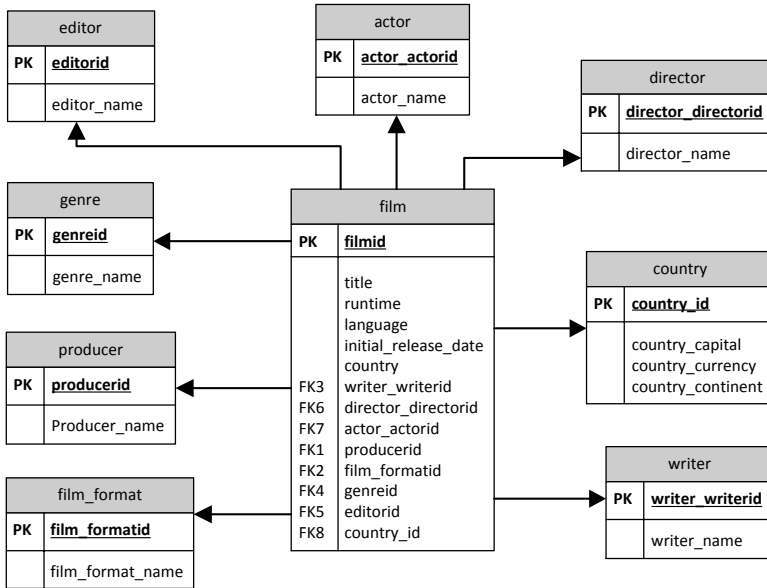 editor
PK editorid
editor_name
actor
PK actor_actorid
actor_name
director
PK director_directorid
director_name
genre
PK genreid
genre_name
film
PK filmid
title
runtime
language
initial_release_date
country
FK3 writer_writerid
FK6 director_directorid
FK7 actor_actorid
FK1 producerid
FK2 film_formatid
FK4 genreid
FK5 editorid
FK8 country_id
country
PK country_id
country_capital
country_currency
country_continent
producer
PK producerid
Producer_name
writer
PK writer_writerid
writer_name
film_format
PK film_formatid
film_format_name